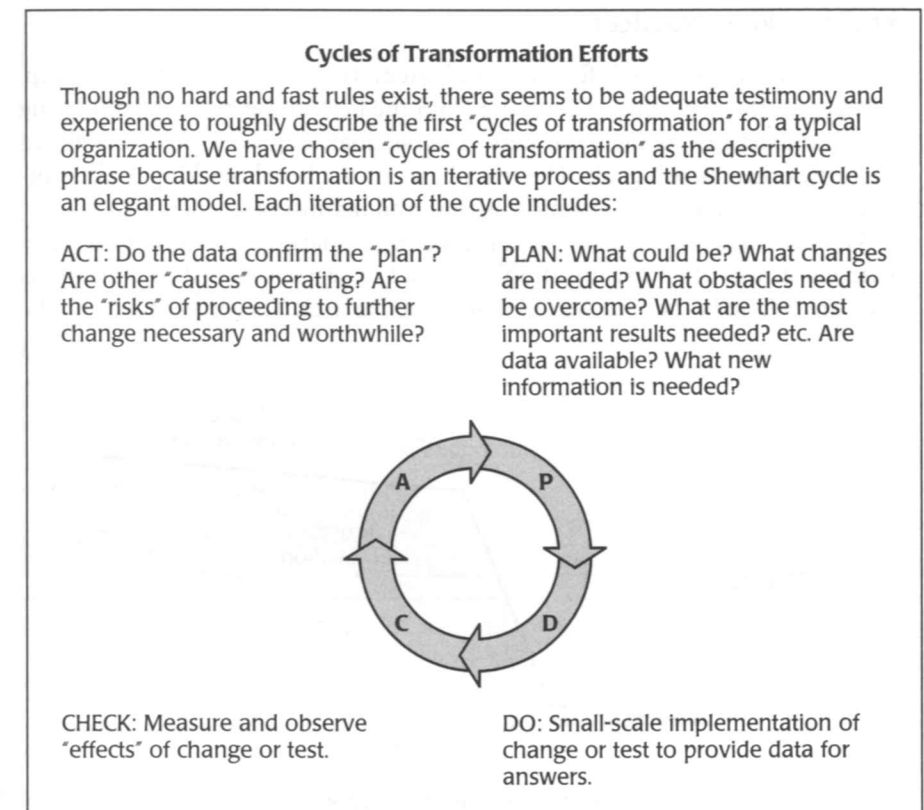 Cycles of Transformation Efforts
Though no hard and fast rules exist, there seems to be adequate testimony and
experience to roughly describe the first “cycles of transformation” for a typical
organization. We have chosen “cycles of transformation” as the descriptive
phrase because transformation is an iterative process and the Shewhart cycle is
an elegant model. Each iteration of the cycle includes:
ACT: Do the data confirm the “plan”?
Are other “causes” operating? Are
the “risks” of proceeding to further
change necessary and worthwhile?
PLAN: What could be? What changes
are needed? What obstacles need to
be overcome? What are the most
important results needed? etc. Are
data available? What new
information is needed?
A
P
C
D
CHECK: Measure and observe
“effects” of change or test.
DO: Small-scale implementation of
change or test to provide data for
answers.